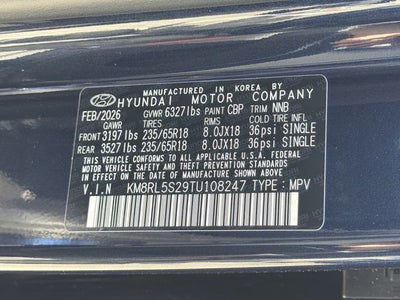 MANUFACTURED IN KOREA BY
HYUNDAI MOTOR COMPANY
FEB/2026 GVWR 6327lbs PAINT CBP TRIM NNB
GAWR TIRES RIMS COLD TIRE INFL
FRONT 3197lbs 235/65R18 8.0JX18 36psi SINGLE
REAR 3527lbs 235/65R18 8.0JX18 36psi SINGLE
THIS VEHICLE CONFORMS TO ALL APPLICABLE U.S. FEDERAL
MOTOR VEHICLE SAFETY, BUMPER, AND THEFT PREVENTION STANDARDS
IN EFFECT ON THE DATE OF MANUFACTURE SHOWN ABOVE.
V.I.N KM8RL5S29TU108247 TYPE : MPV